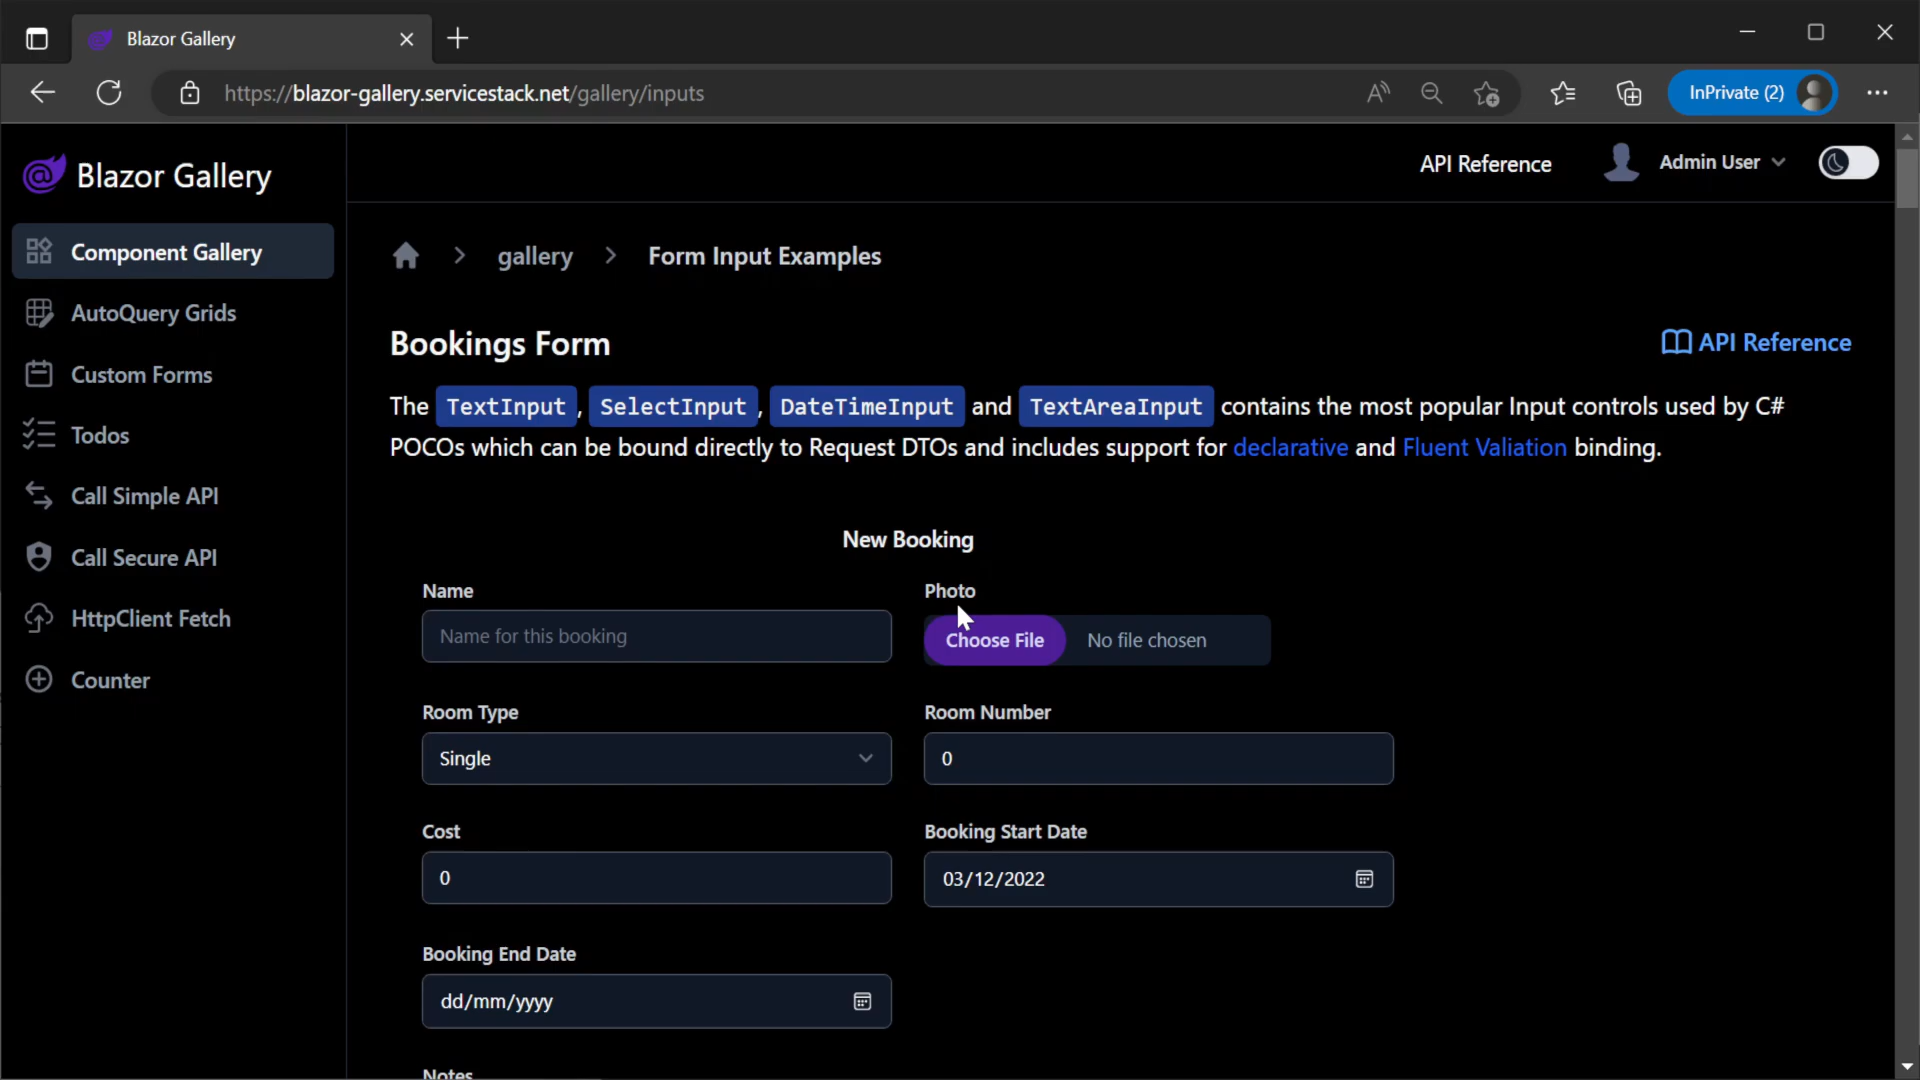 Blazor Gallery
https://blazor-gallery.servicestack.net/gallery/inputs
InPrivate (2)
Blazor Gallery
API Reference
Admin User
Component Gallery
AutoQuery Grids
Custom Forms
Todos
Call Simple API
Call Secure API
HttpClient Fetch
Counter
gallery
Form Input Examples
Bookings Form
API Reference
The TextInput, SelectInput, DateTimeInput and TextAreaInput contains the most popular Input controls used by C#
POCOs which can be bound directly to Request DTOs and includes support for declarative and Fluent Valiation binding.
New Booking
Name
Photo
Name for this booking
Choose File
No file chosen
Room Type
Room Number
Single
0
Cost
Booking Start Date
0
03/12/2022
Booking End Date
dd/mm/yyyy
Notes